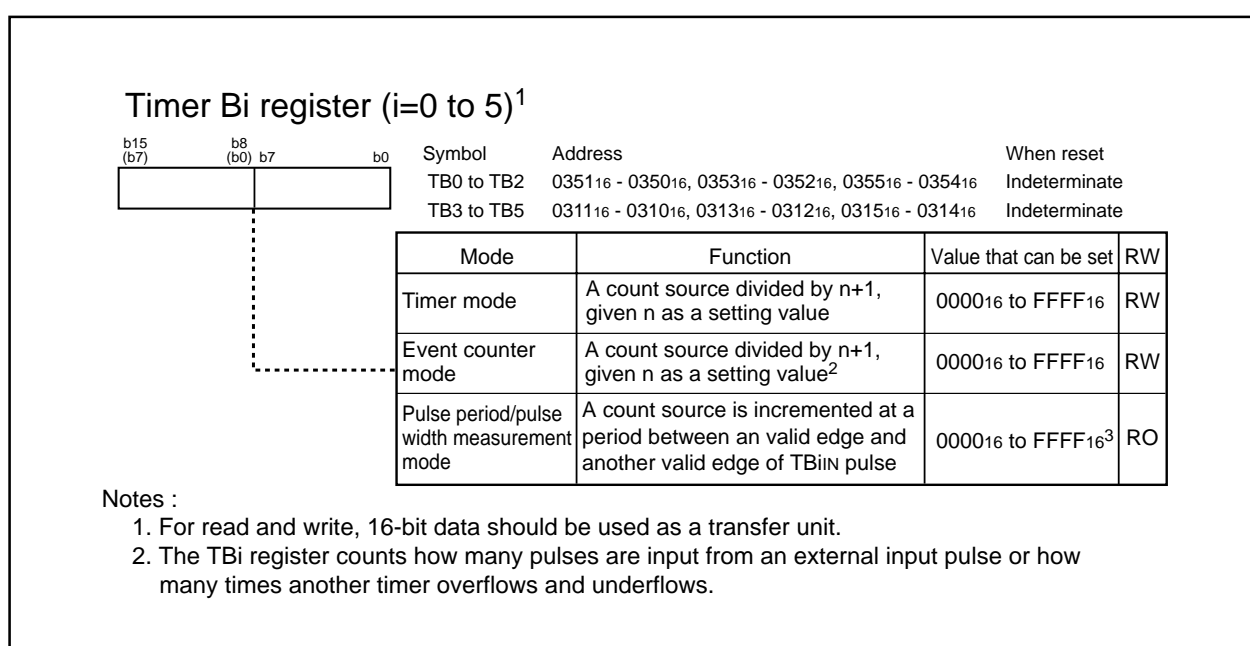 Timer Bi register (i=0 to 5)1
b15 b8
(b7) (b0) b7 b0
Symbol Address When reset
TB0 to TB2 035116 - 035016, 035316 - 035216, 035516 - 035416 Indeterminate
TB3 to TB5 031116 - 031016, 031316 - 031216, 031516 - 031416 Indeterminate
Mode Function Value that can be set RW
Timer mode A count source divided by n+1, given n as a setting value 000016 to FFFF16 RW
Event counter mode A count source divided by n+1, given n as a setting value2 000016 to FFFF16 RW
Pulse period/pulse width measurement mode A count source is incremented at a period between an valid edge and another valid edge of TBiIN pulse 000016 to FFFF163 RO
Notes :
1. For read and write, 16-bit data should be used as a transfer unit.
2. The TBi register counts how many pulses are input from an external input pulse or how
many times another timer overflows and underflows.